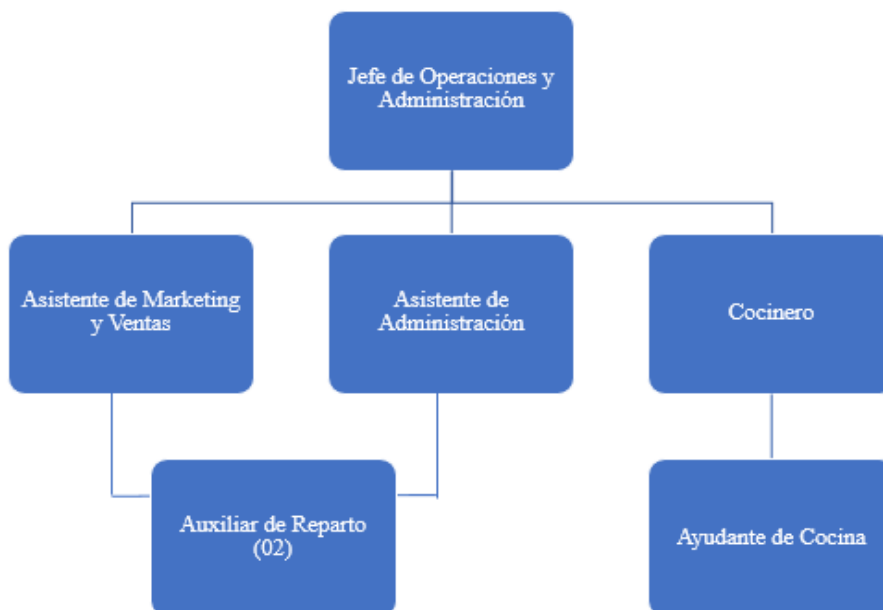 Jefe de Operaciones y
Administración
Asistente de Marketing
y Ventas
Asistente de
Administración
Cocinero
Auxiliar de Reparto
(02)
Ayudante de Cocina